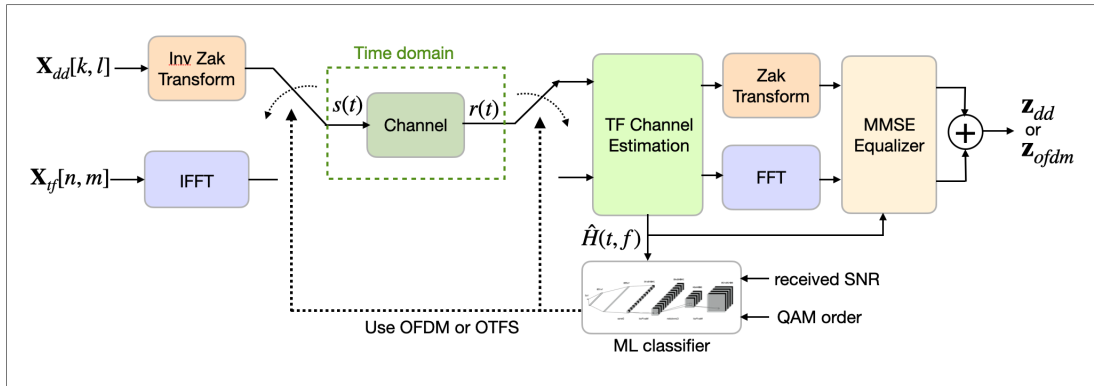 Time domain
X_dd[k, l]
Inv Zak
Transform
s(t)
Channel
r(t)
TF Channel
Estimation
Zak
Transform
MMSE
Equalizer
z_dd
or
z_ofdm
X_tf[n, m]
IFFT
FFT
Ĥ(t, f)
received SNR
QAM order
Use OFDM or OTFS
ML classifier